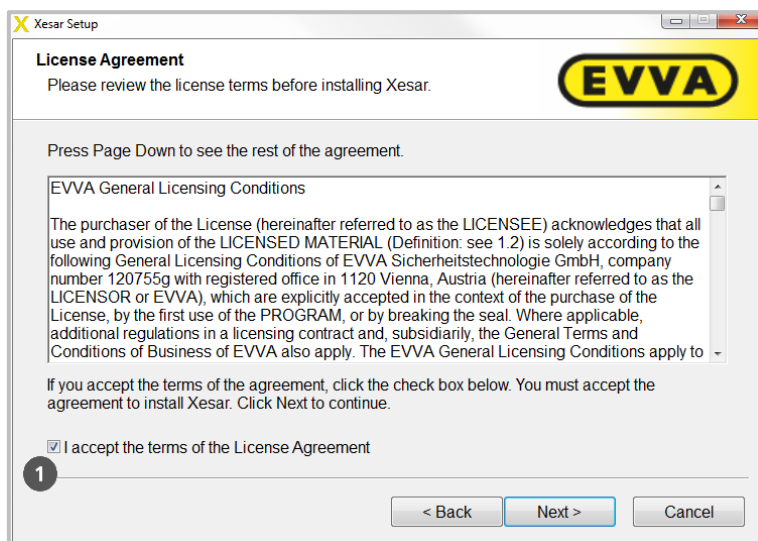 Xesar Setup
License Agreement
Please review the license terms before installing Xesar.
EVVA
Press Page Down to see the rest of the agreement.
EVVA General Licensing Conditions
The purchaser of the License (hereinafter referred to as the LICENSEE) acknowledges that all
use and provision of the LICENSED MATERIAL (Definition: see 1.2) is solely according to the
following General Licensing Conditions of EVVA Sicherheitstechnologie GmbH, company
number 120755g with registered office in 1120 Vienna, Austria (hereinafter referred to as the
LICENSOR or EVVA), which are explicitly accepted in the context of the purchase of the
License, by the first use of the PROGRAM, or by breaking the seal. Where applicable,
additional regulations in a licensing contract and, subsidiarily, the General Terms and
Conditions of Business of EVVA also apply. The EVVA General Licensing Conditions apply to
If you accept the terms of the agreement, click the check box below. You must accept the
agreement to install Xesar. Click Next to continue.
I accept the terms of the License Agreement
1
< Back Next > Cancel